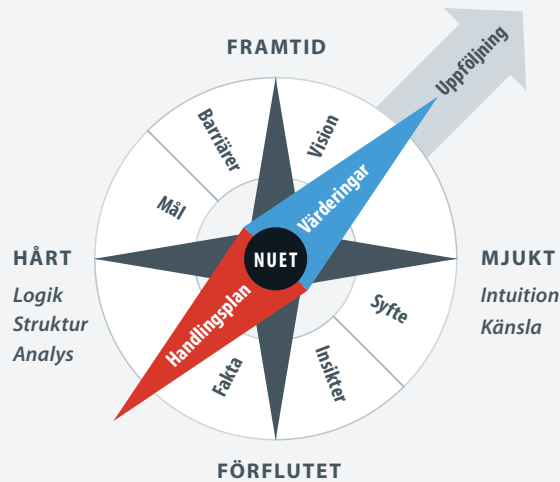 FRAMTID
Uppföljning
Barriärer
Vision
Mål
Värderingar
HÅRT
Logik
Struktur
Analys
NUET
MJUKT
Intuition
Känsla
Handlingsplan
Syfte
Fakta
Insikter
FÖRFLUTET